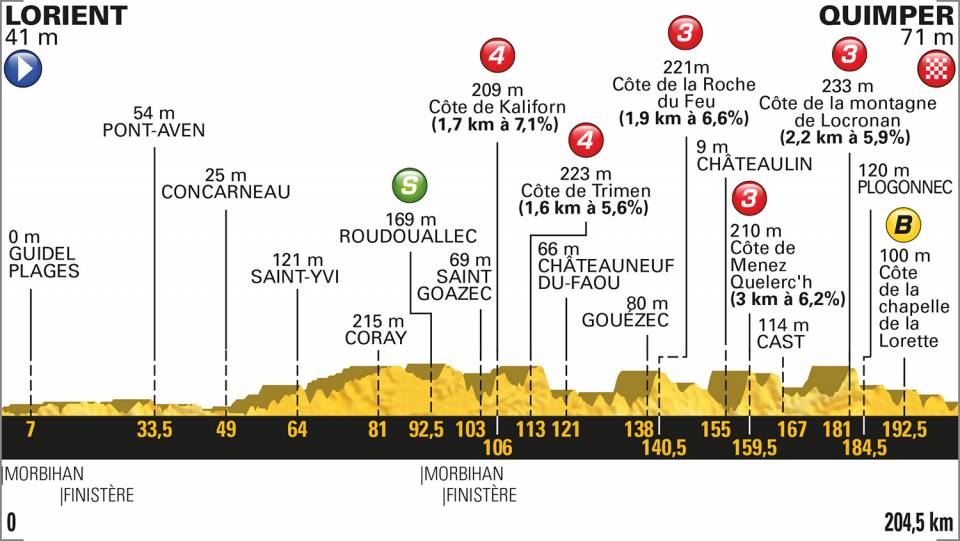 LORIENT
41 m
QUIMPER
71 m
0 m
GUIDEL
PLAGES
54 m
PONT-AVEN
25 m
CONCARNEAU
121 m
SAINT-YVI
215 m
CORAY
S
169 m
ROUDOUALLEC
69 m
SAINT
GOAZEC
4
209 m
Côte de Kaliforn
(1,7 km à 7,1%)
4
223 m
Côte de Trimen
(1,6 km à 5,6%)
66 m
CHÂTEAUNEUF
DU-FAOU
80 m
GOUÉZEC
3
221m
Côte de la Roche
du Feu
(1,9 km à 6,6%)
9 m
CHÂTEAULIN
3
210 m
Côte de
Menez
Quelerc'h
(3 km à 6,2%)
114 m
CAST
3
233 m
Côte de la montagne
de Locronan
(2,2 km à 5,9%)
120 m
PLOGONNEC
B
100 m
Côte
de la
chapelle
de la
Lorette
7 33,5 49 64 81 92,5 103 113 121 138 155 167 181 192,5
106 140,5 159,5 184,5
|MORBIHAN |MORBIHAN
|FINISTÈRE |FINISTÈRE
0 204,5 km